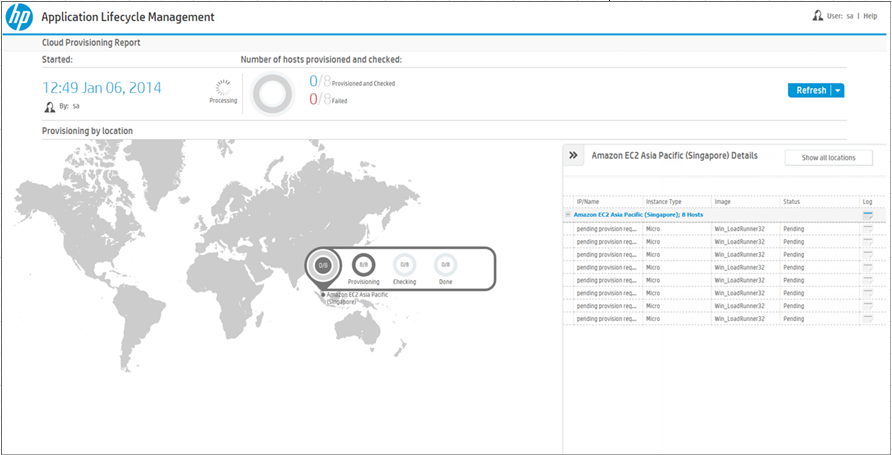 hp Application Lifecycle Management
User: sa | Help
Cloud Provisioning Report
Started:
Number of hosts provisioned and checked:
12:49 Jan 06, 2014
By: sa
Processing
0/8 Provisioned and Checked
0/8 Failed
Refresh
Provisioning by location
0/8
8/8
0/8
0/8
Provisioning
Checking
Done
Amazon EC2 Asia Pacific
(Singapore)
Amazon EC2 Asia Pacific (Singapore) Details
Show all locations
IP/Name Instance Type Image Status Log
Amazon EC2 Asia Pacific (Singapore); 8 Hosts
pending provision req... Micro Win_LoadRunner32 Pending
pending provision req... Micro Win_LoadRunner32 Pending
pending provision req... Micro Win_LoadRunner32 Pending
pending provision req... Micro Win_LoadRunner32 Pending
pending provision req... Micro Win_LoadRunner32 Pending
pending provision req... Micro Win_LoadRunner32 Pending
pending provision req... Micro Win_LoadRunner32 Pending
pending provision req... Micro Win_LoadRunner32 Pending